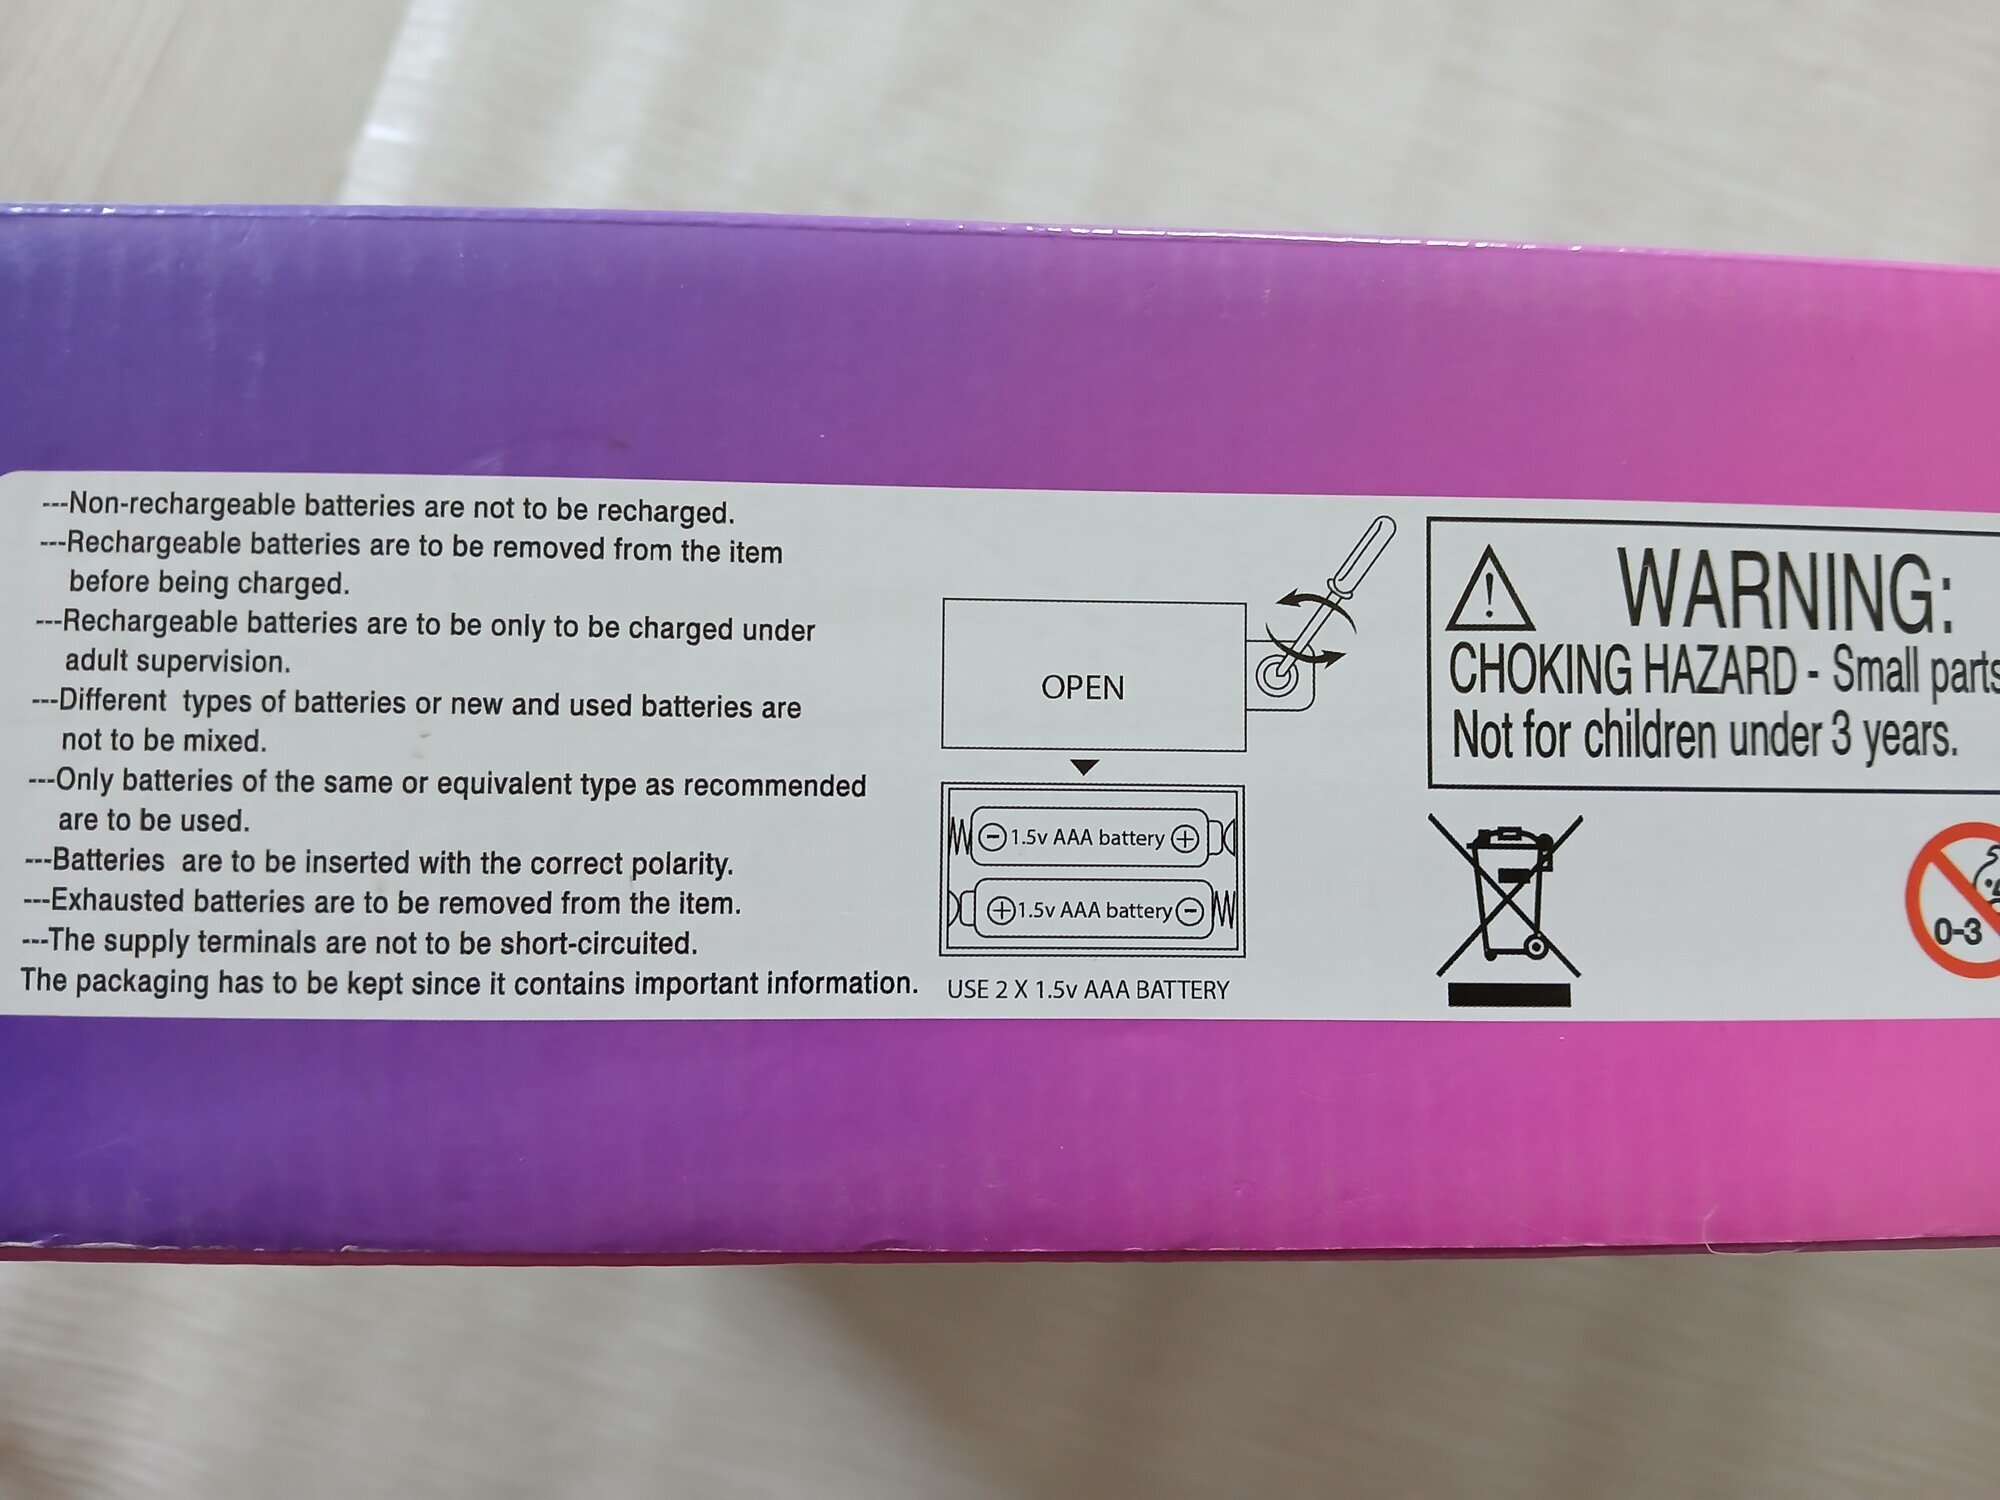 ---Non-rechargeable batteries are not to be recharged.
---Rechargeable batteries are to be removed from the item
before being charged.
---Rechargeable batteries are to be only to be charged under
adult supervision.
---Different types of batteries or new and used batteries are
not to be mixed.
---Only batteries of the same or equivalent type as recommended
are to be used.
---Batteries are to be inserted with the correct polarity.
---Exhausted batteries are to be removed from the item.
---The supply terminals are not to be short-circuited.
The packaging has to be kept since it contains important information.
OPEN
1.5v AAA battery
1.5v AAA battery
USE 2 X 1.5v AAA BATTERY
WARNING:
CHOKING HAZARD - Small parts
Not for children under 3 years.
0-3